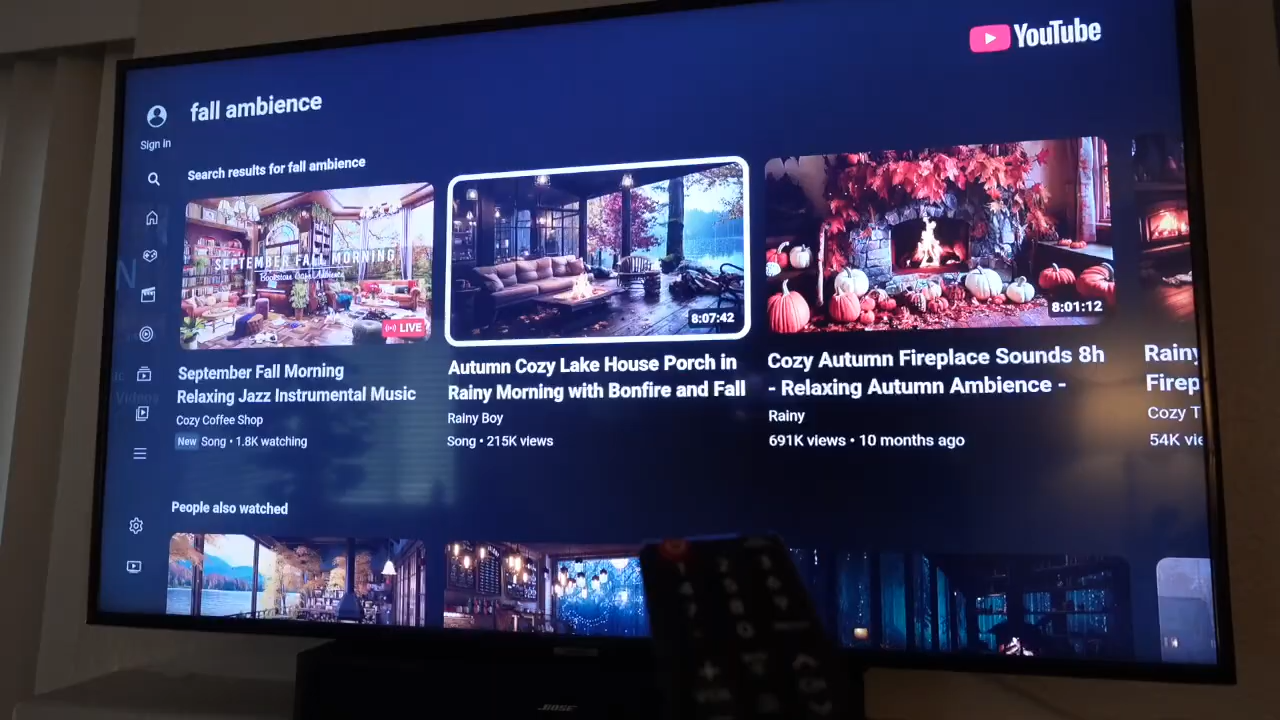 YouTube
fall ambience
Sign in
Search results for fall ambience
SEPTEMBER FALL MORNING
Bookstore Cafe Ambience
LIVE
8:07:42
8:01:12
September Fall Morning
Relaxing Jazz Instrumental Music
Cozy Coffee Shop
New Song • 1.8K watching
Autumn Cozy Lake House Porch in
Rainy Morning with Bonfire and Fall
Rainy Boy
Song • 215K views
Cozy Autumn Fireplace Sounds 8h
- Relaxing Autumn Ambience -
Rainy
691K views • 10 months ago
Rainy
Firep
Cozy T
54K vie
People also watched
BOSE